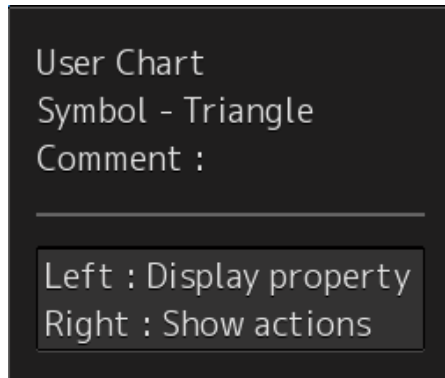 User Chart
Symbol - Triangle
Comment :
Left : Display property
Right : Show actions